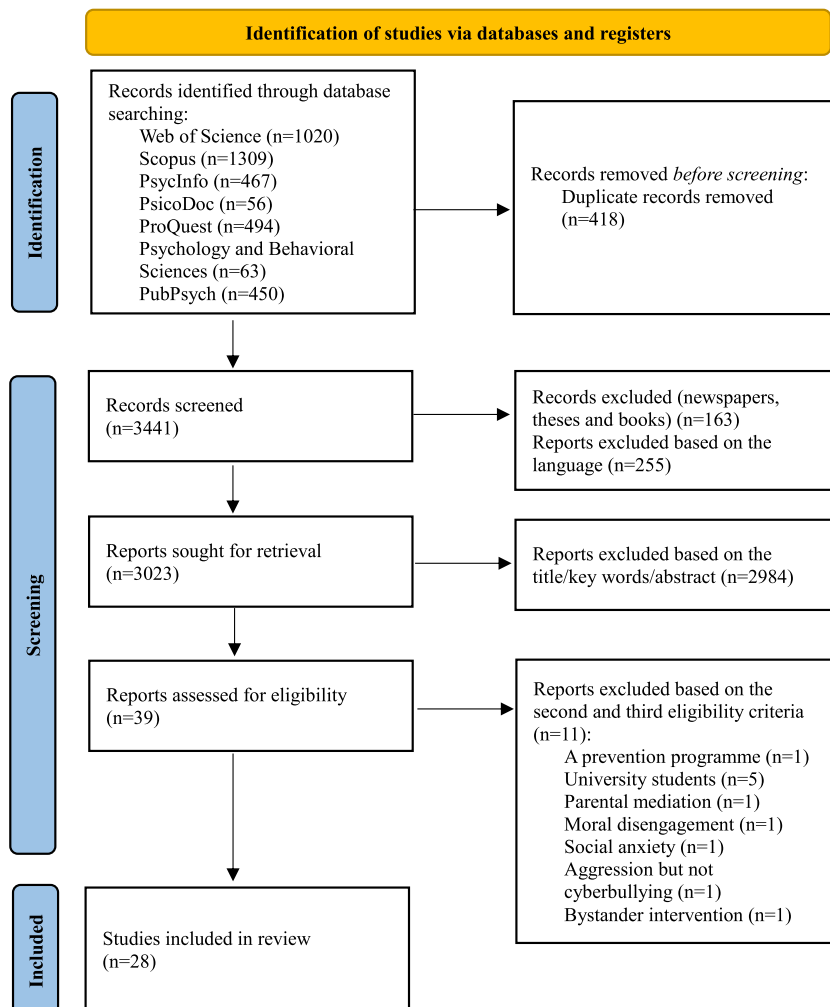 Identification of studies via databases and registers
Identification
Records identified through database
searching:
Web of Science (n=1020)
Scopus (n=1309)
PsycInfo (n=467)
PsicoDoc (n=56)
ProQuest (n=494)
Psychology and Behavioral
Sciences (n=63)
PubPsych (n=450)
Records removed before screening:
Duplicate records removed
(n=418)
Screening
Records screened
(n=3441)
Records excluded (newspapers,
theses and books) (n=163)
Reports excluded based on the
language (n=255)
Reports sought for retrieval
(n=3023)
Reports excluded based on the
title/key words/abstract (n=2984)
Reports assessed for eligibility
(n=39)
Reports excluded based on the
second and third eligibility criteria
(n=11):
A prevention programme (n=1)
University students (n=5)
Parental mediation (n=1)
Moral disengagement (n=1)
Social anxiety (n=1)
Aggression but not
cyberbullying (n=1)
Bystander intervention (n=1)
Included
Studies included in review
(n=28)